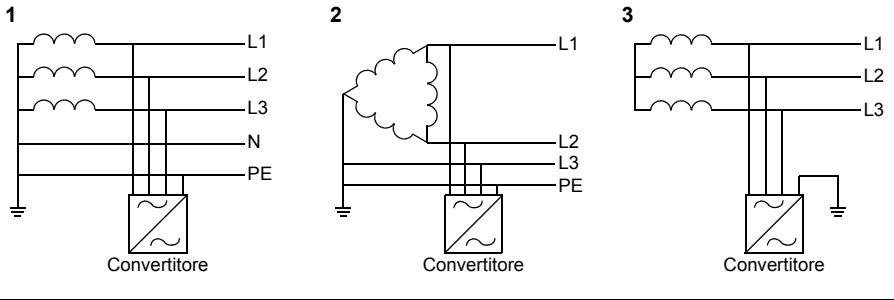 1
L1
L2
L3
N
PE
Convertitore
2
L1
L2
L3
PE
Convertitore
3
L1
L2
L3
Convertitore